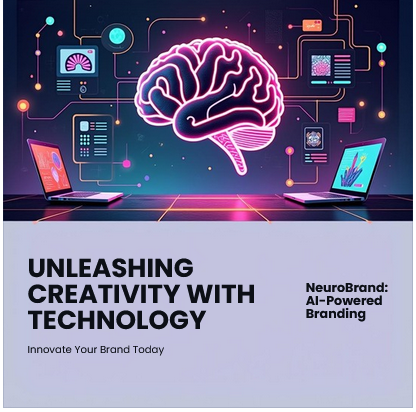 UNLEASHING
CREATIVITY WITH
TECHNOLOGY
Innovate Your Brand Today
NeuroBrand:
AI-Powered
Branding